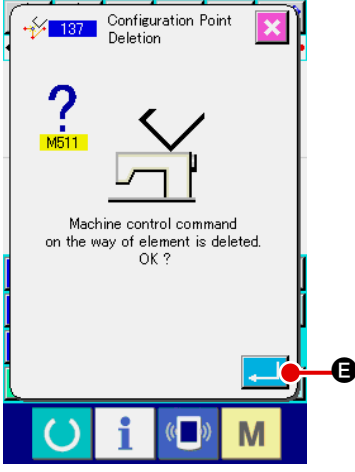 137 Configuration Point
Deletion
?
M511
Machine control command
on the way of element is deleted.
OK ?
E
i
M